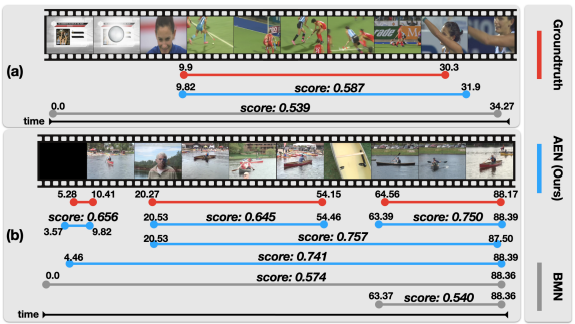 (a)
9.9 30.3
9.82 score: 0.587 31.9
0.0 score: 0.539 34.27
time
(b)
5.28 10.41 20.27 54.15 64.56 88.17
score: 0.656
3.57 9.82
20.53 score: 0.645 54.46
63.39 score: 0.750 88.39
20.53 score: 0.757 87.50
4.46 score: 0.741 88.39
0.0 score: 0.574 88.36
63.37 score: 0.540 88.36
time
Groundtruth
AEN (Ours)
BMN